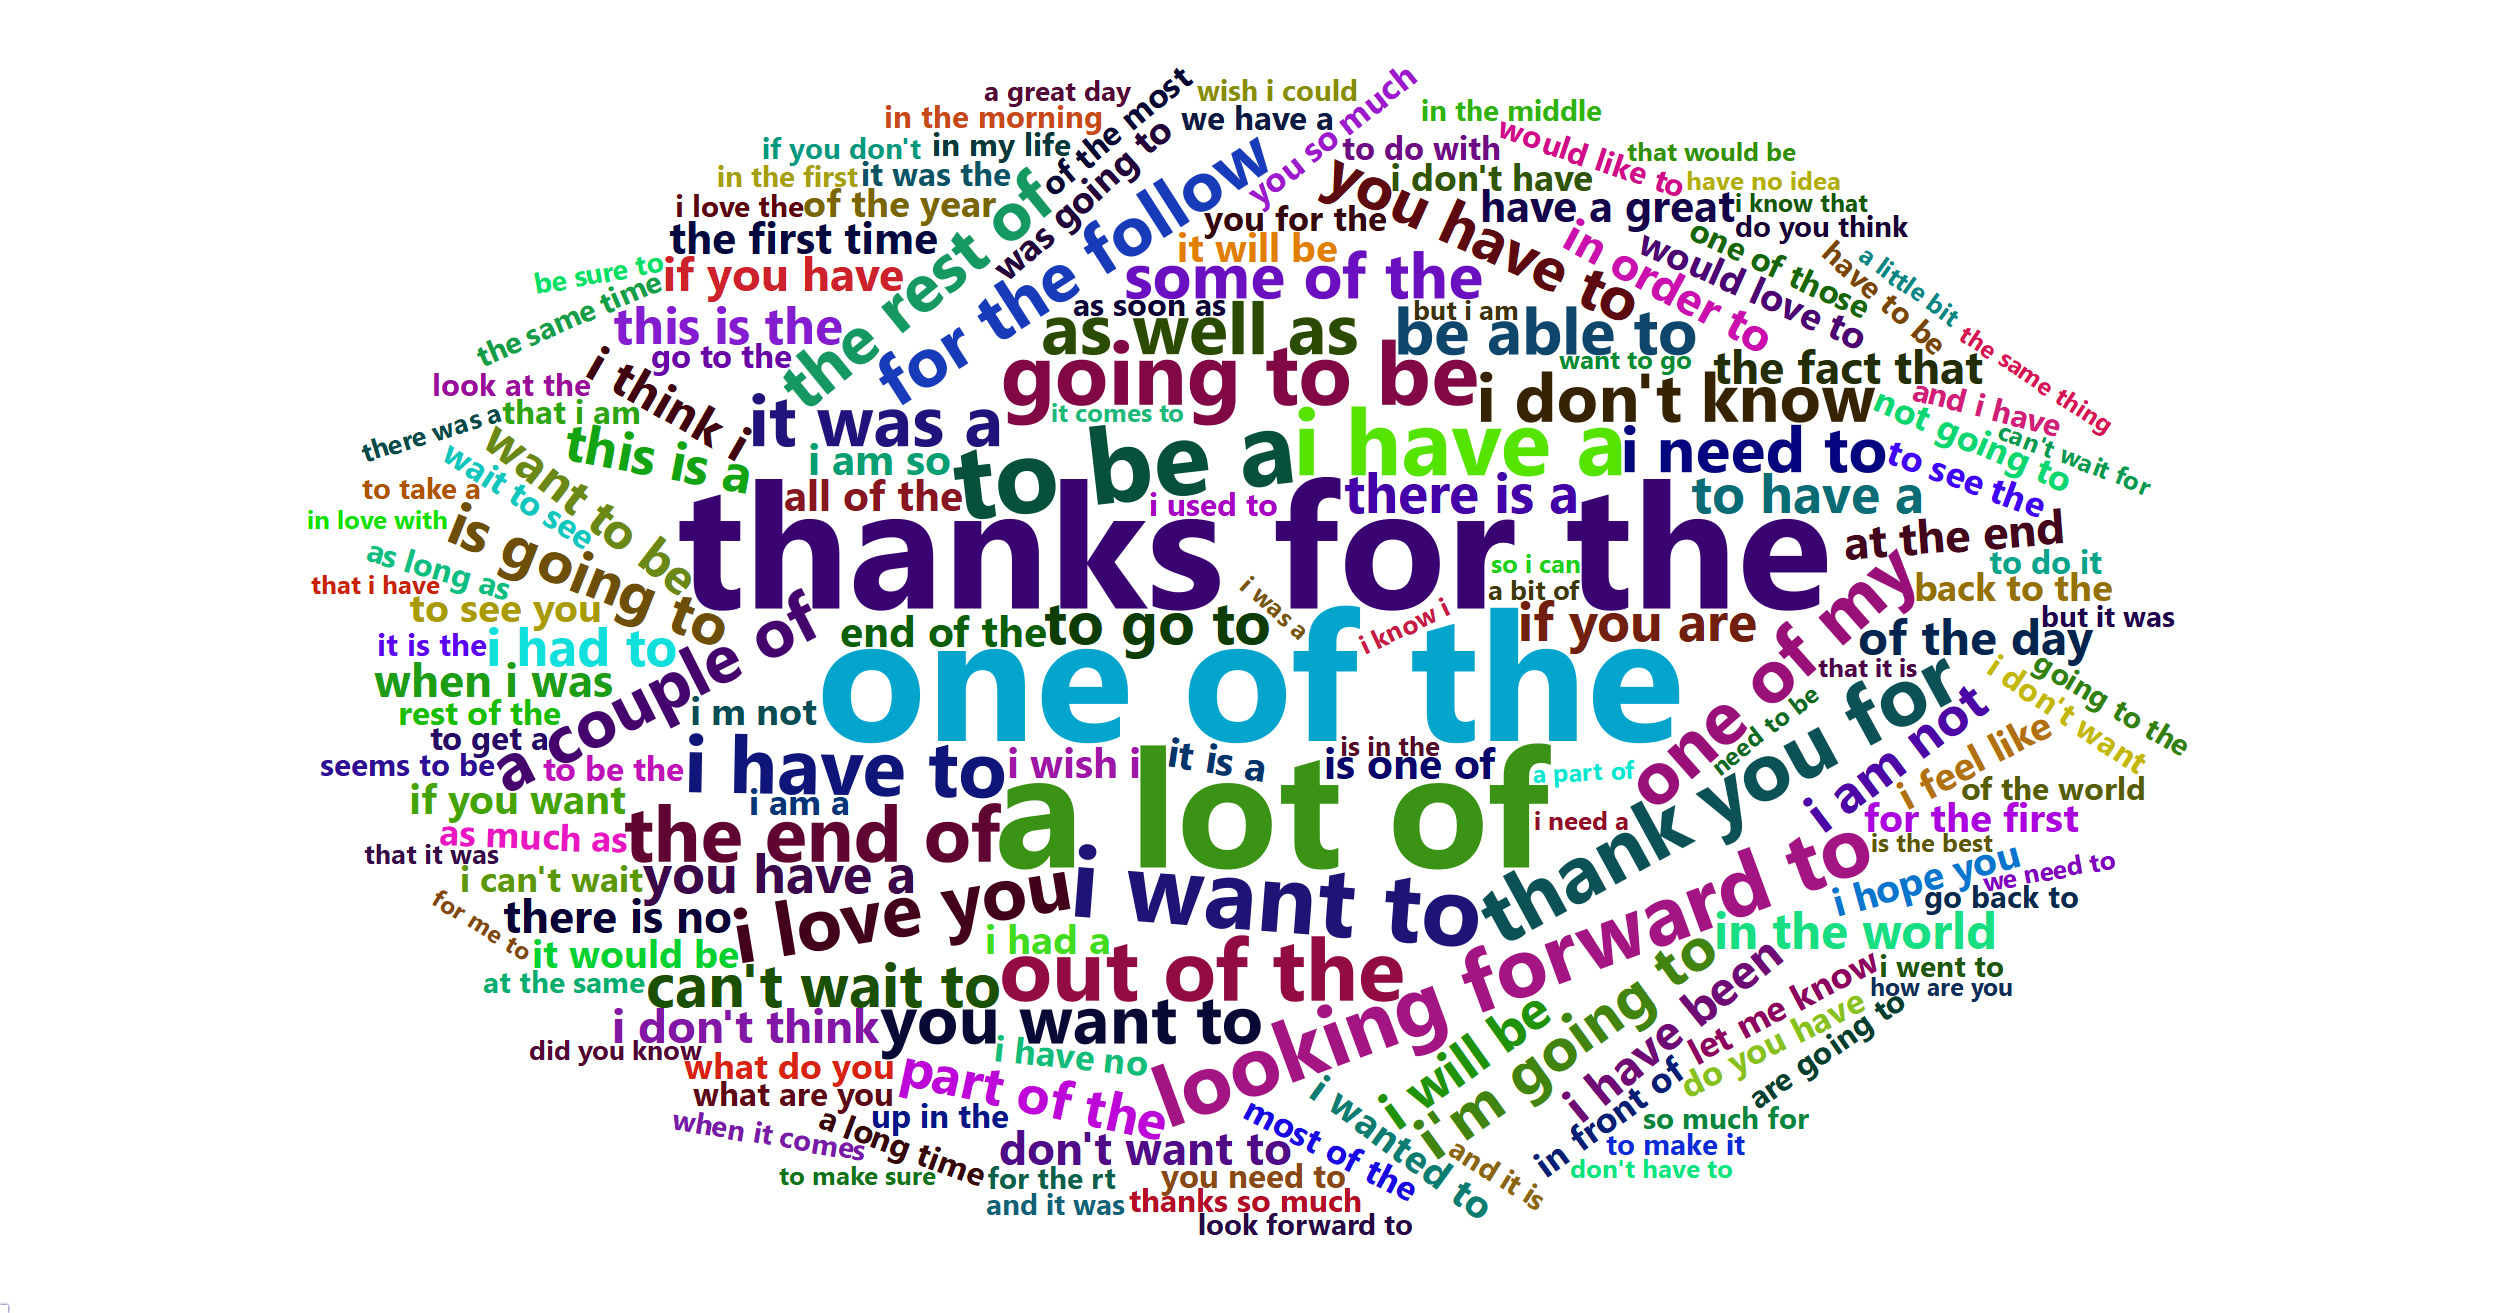 a great day
of the most
wish i could
you so much
in the morning
we have a
in the middle
if you don't
in my life
was going to
to do with
would like to
that would be
in the first
it was the
the rest of
for the follow
you have to
i don't have
have no idea
i love the
of the year
you for the
have a great
i know that
the first time
it will be
in order to
would love to
one of those
do you think
be sure to
if you have
some of the
have to be
a little bit
the same time
this is the
as soon as
as well as
but i am
be able to
the same thing
go to the
i think i
going to be
want to go
the fact that
look at the
that i am
it was a
it comes to
i don't know
and i have
not going to
there was a
want to be
this is a
i am so
to be a
i have a
i need to
to see the
can't wait for
wait to see
to take a
all of the
i used to
there is a
to have a
in love with
is going to
thanks for the
at the end
as long as
so i can
to do it
that i have
a bit of
back to the
to see you
a couple of
end of the
to go to
i was a
i know i
if you are
one of my
but it was
it is the
i had to
one of the
of the day
when i was
that it is
i don't want
going to the
rest of the
i m not
need to be
thank you for
i am not
to get a
seems to be
to be the
i have to
i wish i
it is a
is in the
is one of
a part of
i feel like
of the world
if you want
i am a
a lot of
as much as
the end of
i need a
for the first
that it was
is the best
i can't wait
you have a
i want to
looking forward to
i hope you
we need to
for me to
there is no
i love you
go back to
it would be
i had a
in the world
at the same
can't wait to
out of the
i went to
how are you
i don't think
you want to
i'm going to
i have been
let me know
did you know
i have no
i will be
do you have
are going to
what do you
part of the
what are you
in front of
when it comes
a long time
up in the
most of the
i wanted to
so much for
don't want to
and it is
to make it
to make sure
for the rt
you need to
don't have to
and it was
thanks so much
look forward to